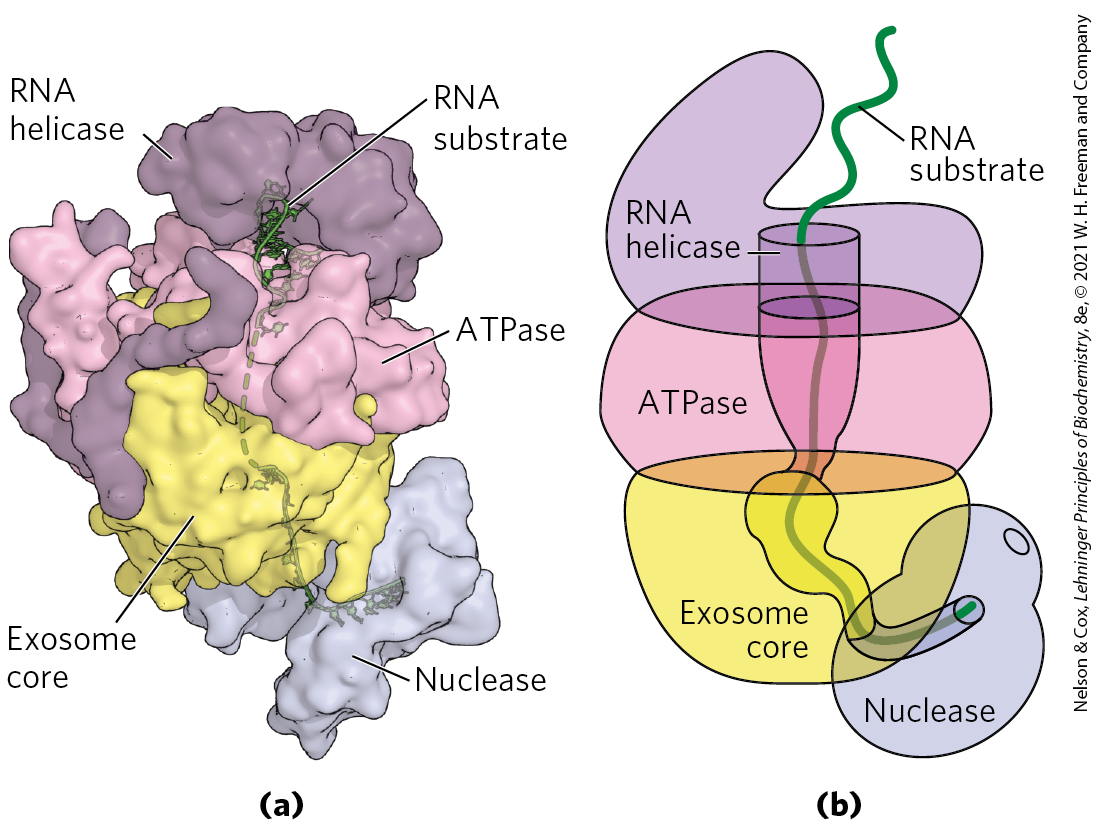 RNA
helicase
RNA
substrate
ATPase
Exosome
core
Nuclease
(a)
RNA
substrate
RNA
helicase
ATPase
Exosome
core
Nuclease
(b)
Nelson & Cox, Lehninger Principles of Biochemistry, 8e, © 2021 W. H. Freeman and Company